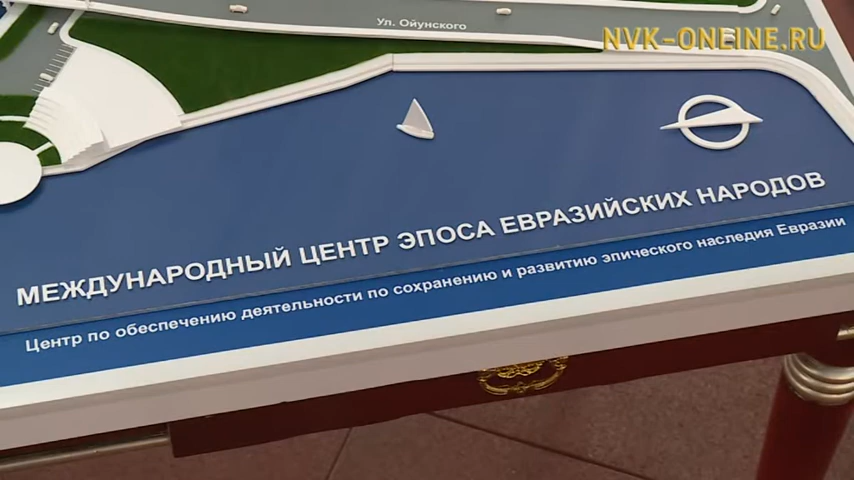 Ул. Ойунского
NVK-ONEINE.RU
МЕЖДУНАРОДНЫЙ ЦЕНТР ЭПОСА ЕВРАЗИЙСКИХ НАРОДОВ
Центр по обеспечению деятельности по сохранению и развитию эпического наследия Евразии